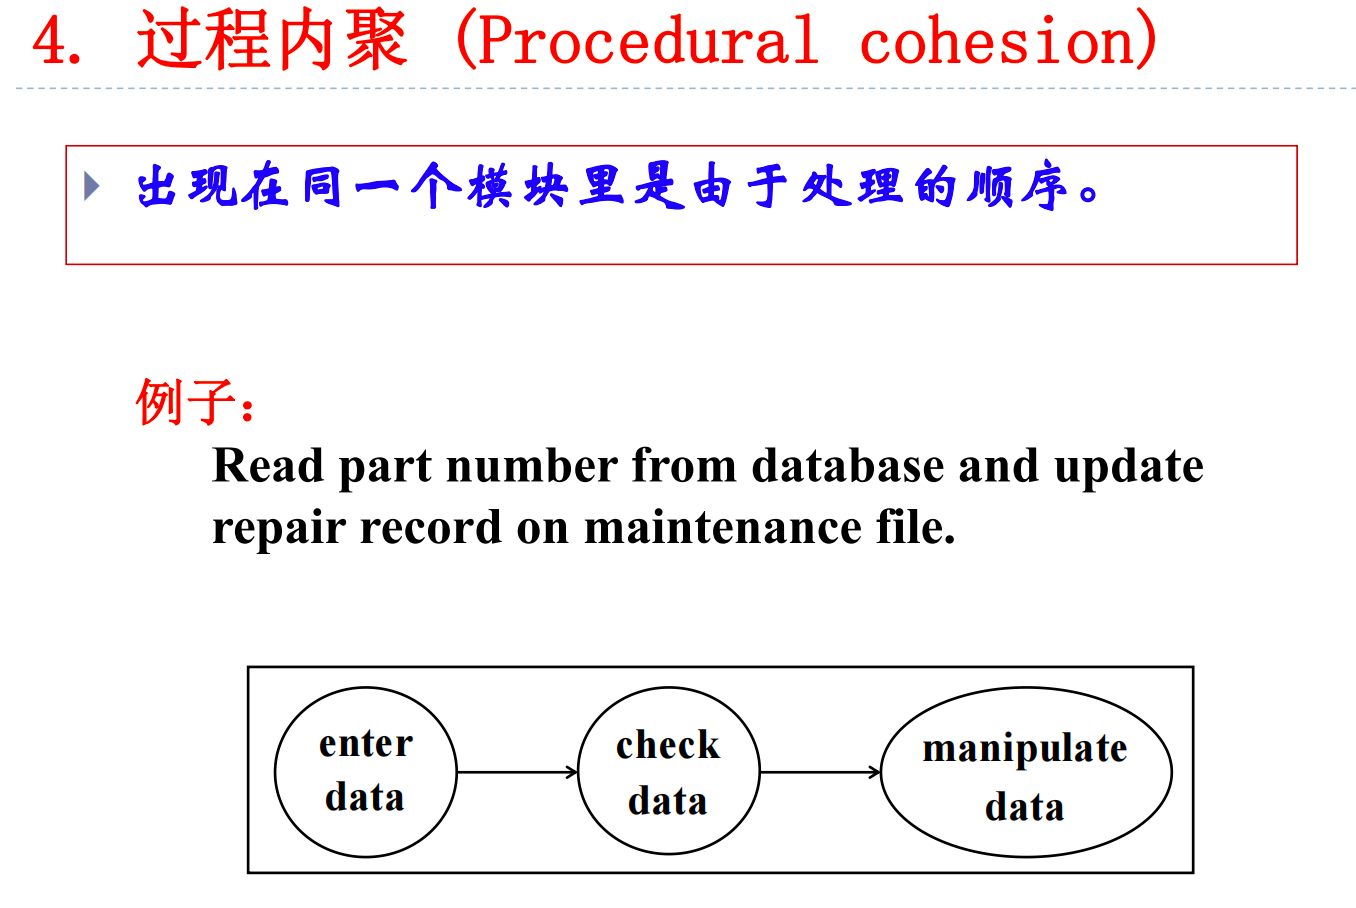 4. 过程内聚 (Procedural cohesion)
出现在同一个模块里是由于处理的顺序。
例子：
Read part number from database and update
repair record on maintenance file.
enter
data
check
data
manipulate
data